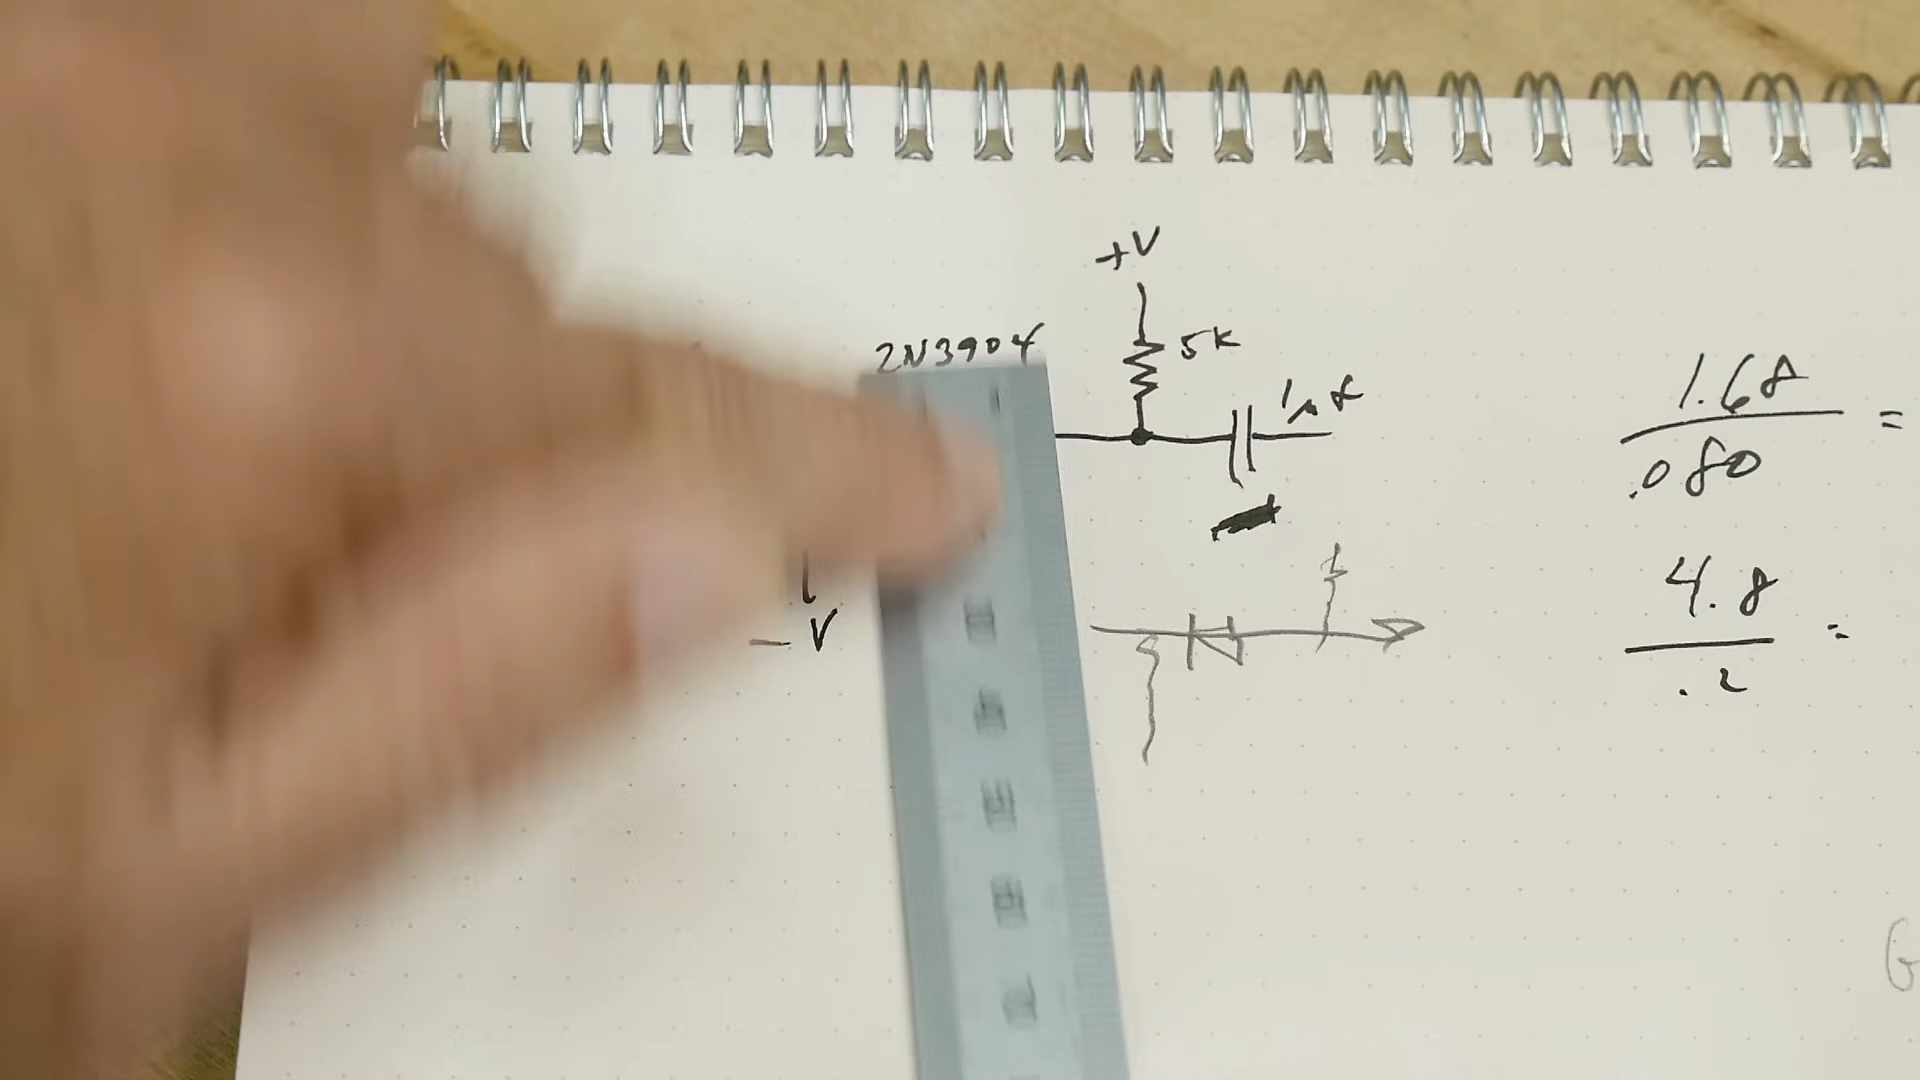 +V
2N3904
5K
1.68
=
.080
-V
4.8
=
.2
G